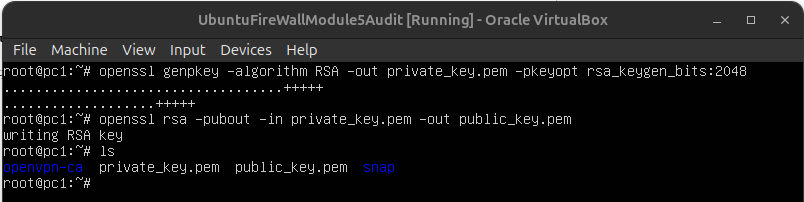 UbuntuFireWallModule5Audit [Running] - Oracle VirtualBox
File Machine View Input Devices Help
root@pc1:~# openssl genpkey -algorithm RSA -out private_key.pem -pkeyopt rsa_keygen_bits:2048
...................................+++++
...................+++++
root@pc1:~# openssl rsa -pubout -in private_key.pem -out public_key.pem
writing RSA key
root@pc1:~# ls
openvpn-ca private_key.pem public_key.pem snap
root@pc1:~#